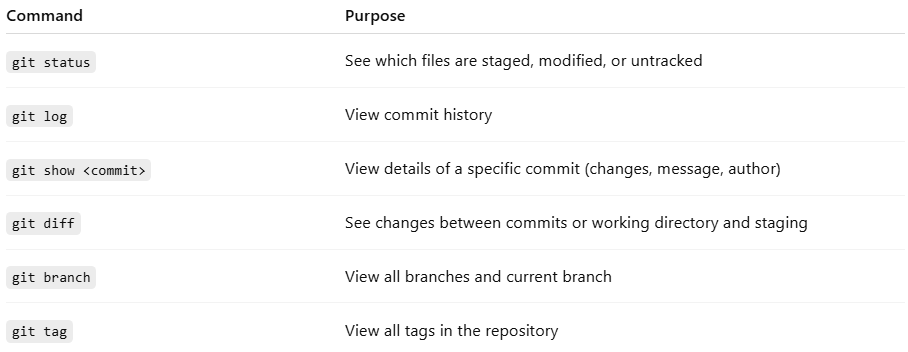 Command Purpose
git status See which files are staged, modified, or untracked
git log View commit history
git show <commit> View details of a specific commit (changes, message, author)
git diff See changes between commits or working directory and staging
git branch View all branches and current branch
git tag View all tags in the repository